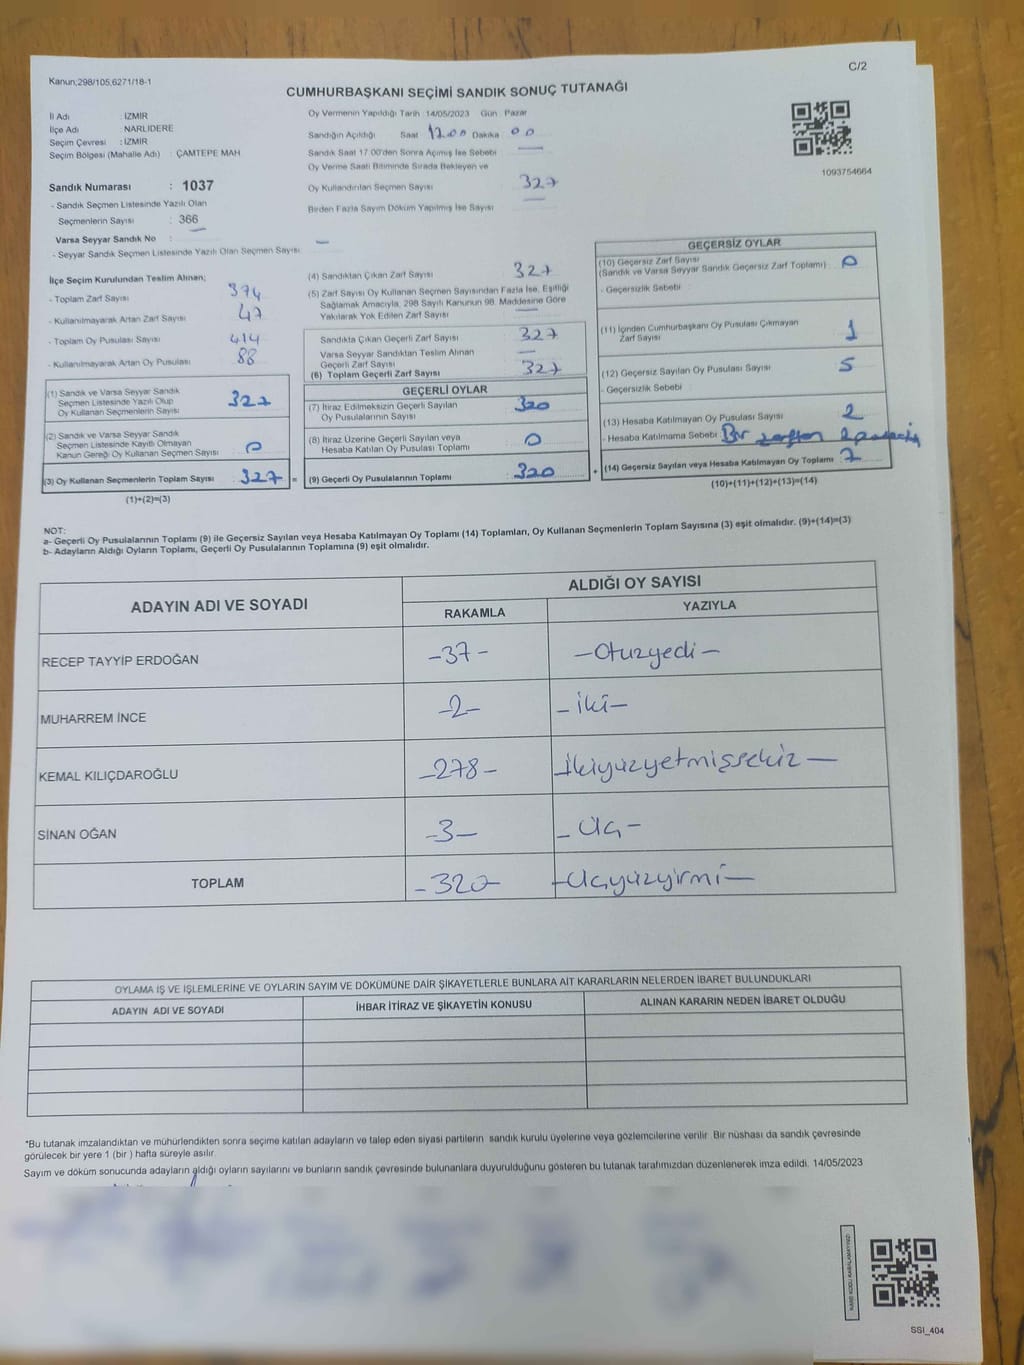 Kanun;298/105,6271/18-1
C/2
CUMHURBAŞKANI SEÇİMİ SANDIK SONUÇ TUTANAĞI
İl Adı : İZMİR
İlçe Adı : NARLIDERE
Seçim Çevresi : İZMİR
Seçim Bölgesi (Mahalle Adı) : ÇAMTEPE MAH
Sandık Numarası : 1037
- Sandık Seçmen Listesinde Yazılı Olan
Seçmenlerin Sayısı : 366
Varsa Seyyar Sandık No :
- Seyyar Sandık Seçmen Listesinde Yazılı Olan Seçmen Sayısı —
Oy Vermenin Yapıldığı Tarih 14/05/2023 Gün : Pazar
Sandığın Açıldığı Saat 17.00 Dakika 00
Sandık Saat 17.00'den Sonra Açımış İse Sebebi —
Oy Verme Saati Bitiminde Sırada Bekleyen ve
Oy Kullandırılan Seçmen Sayısı 327
Birden Fazla Sayım Döküm Yapılmış İse Sayısı —
1093754664
İlçe Seçim Kurulundan Teslim Alınan;
- Toplam Zarf Sayısı 374
- Kullanılmayarak Artan Zarf Sayısı 47
- Toplam Oy Pusulası Sayısı 414
- Kullanılmayarak Artan Oy Pusulası 88
(1) Sandık ve Varsa Seyyar Sandık
Seçmen Listesinde Yazılı Olup
Oy Kullanan Seçmenlerin Sayısı 327
(2) Sandık ve Varsa Seyyar Sandık
Seçmen Listesinde Kayıtlı Olmayan
Kanun Gereği Oy Kullanan Seçmen Sayısı 0
(3) Oy Kullanan Seçmenlerin Toplam Sayısı 327 =
(1)+(2)=(3)
(4) Sandıktan Çıkan Zarf Sayısı 327
(5) Zarf Sayısı Oy Kullanan Seçmen Sayısından Fazla İse, Eşitliği
Sağlamak Amacıyla, 298 Sayılı Kanunun 98. Maddesine Göre
Yakılarak Yok Edilen Zarf Sayısı —
Sandıkta Çıkan Geçerli Zarf Sayısı 327
Varsa Seyyar Sandıktan Teslim Alınan
Geçerli Zarf Sayısı —
(6) Toplam Geçerli Zarf Sayısı 327
GEÇERLİ OYLAR
(7) İtiraz Edilmeksizin Geçerli Sayılan
Oy Pusulalarının Sayısı 320
(8) İtiraz Üzerine Geçerli Sayılan veya
Hesaba Katılan Oy Pusulası Toplamı 0
(9) Geçerli Oy Pusulalarının Toplamı 320 +
GEÇERSİZ OYLAR
(10) Geçersiz Zarf Sayısı
(Sandık ve Varsa Seyyar Sandık Geçersiz Zarf Toplamı) 0
- Geçersizlik Sebebi
(11) İçinden Cumhurbaşkanı Oy Pusulası Çıkmayan
Zarf Sayısı 1
(12) Geçersiz Sayılan Oy Pusulası Sayısı 5
- Geçersizlik Sebebi
(13) Hesaba Katılmayan Oy Pusulası Sayısı 2
- Hesaba Katılmama Sebebi Bir zarftan 2
(14) Geçersiz Sayılan veya Hesaba Katılmayan Oy Toplamı 7
(10)+(11)+(12)+(13)=(14)
NOT:
a- Geçerli Oy Pusulalarının Toplamı (9) ile Geçersiz Sayılan veya Hesaba Katılmayan Oy Toplamı (14) Toplamları, Oy Kullanan Seçmenlerin Toplam Sayısına (3) eşit olmalıdır. (9)+(14)=(3)
b- Adayların Aldığı Oyların Toplamı, Geçerli Oy Pusulalarının Toplamına (9) eşit olmalıdır.
ADAYIN ADI VE SOYADI
ALDIĞI OY SAYISI
RAKAMLA YAZIYLA
RECEP TAYYİP ERDOĞAN -37- -Otuzyedi-
MUHARREM İNCE -2- -iki-
KEMAL KILIÇDAROĞLU -278- İkiyüzyetmişsekiz -
SİNAN OĞAN -3- -Üç-
TOPLAM -320- -Üçyüzyirmi-
OYLAMA İŞ VE İŞLEMLERİNE VE OYLARIN SAYIM VE DÖKÜMÜNE DAİR ŞİKAYETLERLE BUNLARA AİT KARARLARIN NELERDEN İBARET BULUNDUKLARI
ADAYIN ADI VE SOYADI İHBAR İTİRAZ VE ŞİKAYETİN KONUSU ALINAN KARARIN NEDEN İBARET OLDUĞU
*Bu tutanak imzalandıktan ve mühürlendikten sonra seçime katılan adayların ve talep eden siyasi partilerin sandık kurulu üyelerine veya gözlemcilerine verilir. Bir nüshası da sandık çevresinde
görülecek bir yere 1 (bir ) hafta süreyle asılır.
Sayım ve döküm sonucunda adayların aldığı oyların sayılarını ve bunların sandık çevresinde bulunanlara duyurulduğunu gösteren bu tutanak tarafımızdan düzenlenerek imza edildi. 14/05/2023
KARE KODU KARALAMAYINIZ!
SSI_404